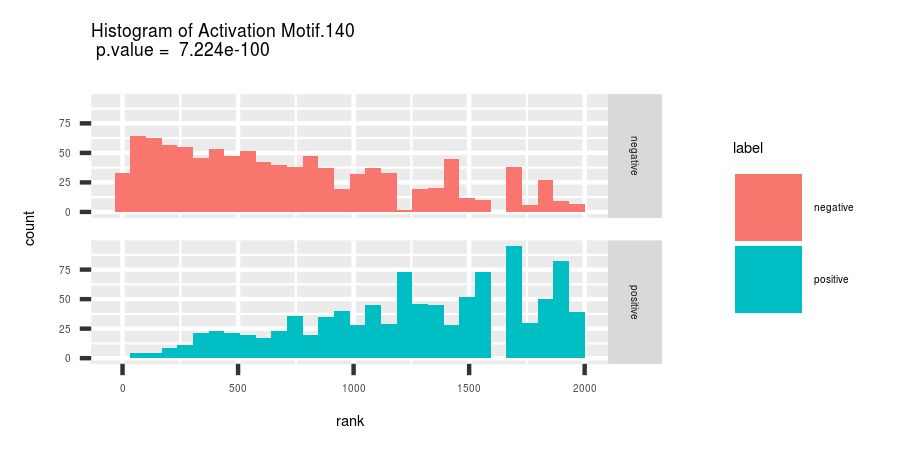 Histogram of Activation Motif.140
p.value = 7.224e-100
count
75
50
25
0
negative
75
50
25
0
positive
0 500 1000 1500 2000
rank
label
negative
positive